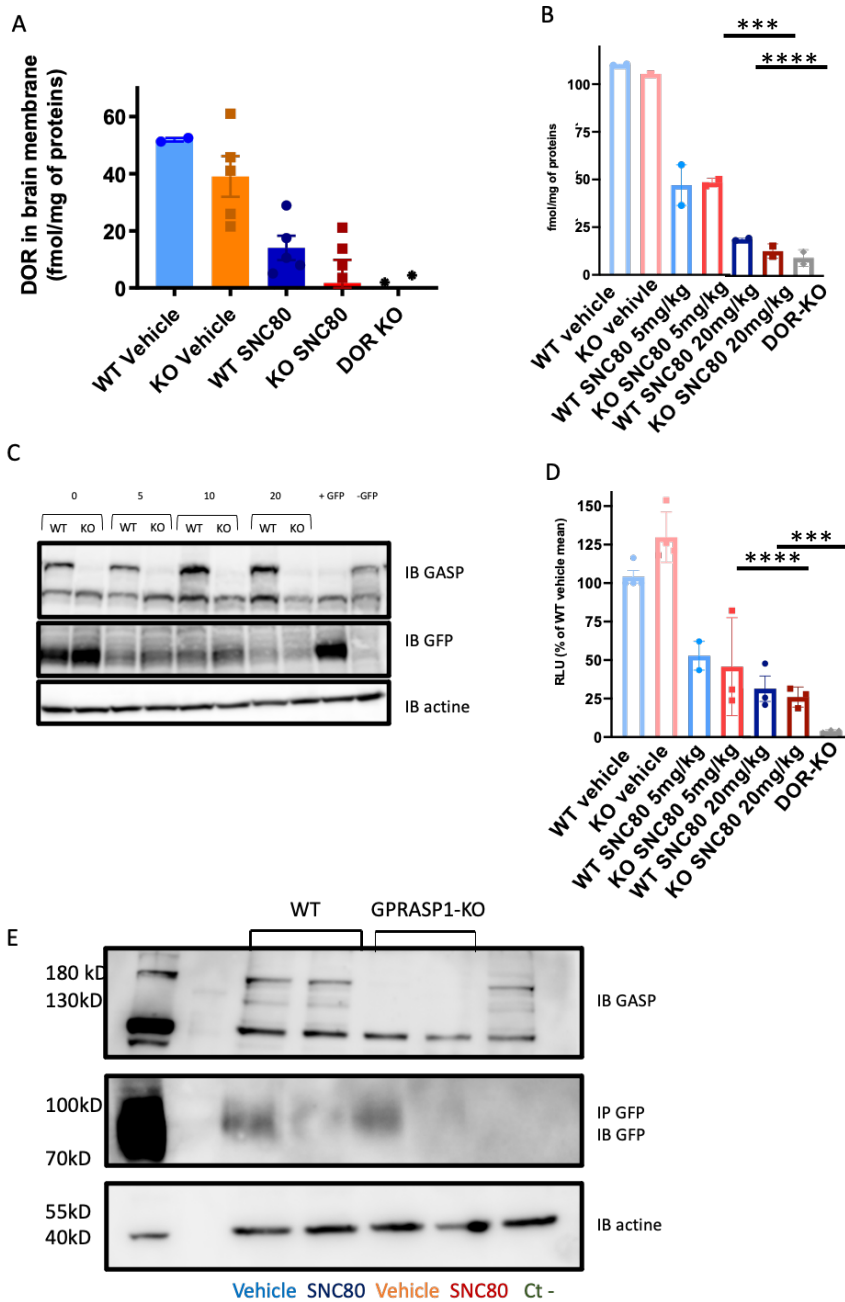 A
DOR in brain membrane
(fmol/mg of proteins)
60
40
20
0
WT Vehicle
KO Vehicle
WT SNC80
KO SNC80
DOR KO
B
***
****
fmol/mg of proteins
100
75
50
25
0
WT vehicle
KO vehivle
WT SNC80 5mg/kg
KO SNC80 5mg/kg
WT SNC80 20mg/kg
KO SNC80 20mg/kg
DOR-KO
C
0 5 10 20 + GFP -GFP
WT KO WT KO WT KO WT KO
IB GASP
IB GFP
IB actine
D
***
****
RLU (% of WT vehicle mean)
150
125
100
75
50
25
0
WT vehicle
KO vehicle
WT SNC80 5mg/kg
KO SNC80 5mg/kg
WT SNC80 20mg/kg
KO SNC80 20mg/kg
DOR-KO
E
WT GPRASP1-KO
180 kD
130kD
IB GASP
100kD
70kD
IP GFP
IB GFP
55kD
40kD
IB actine
Vehicle SNC80 Vehicle SNC80 Ct -